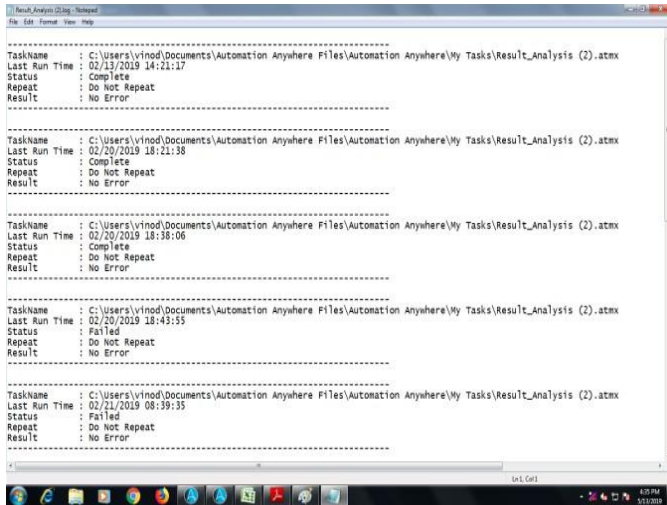 Result_Analysis (2).log - Notepad
File Edit Format View Help
--------------------------------------------------------------------------------
TaskName : C:\Users\vinod\Documents\Automation Anywhere Files\Automation Anywhere\My Tasks\Result_Analysis (2).atmx
Last Run Time : 02/13/2019 14:21:17
Status : Complete
Repeat : Do Not Repeat
Result : No Error
--------------------------------------------------------------------------------
--------------------------------------------------------------------------------
TaskName : C:\Users\vinod\Documents\Automation Anywhere Files\Automation Anywhere\My Tasks\Result_Analysis (2).atmx
Last Run Time : 02/20/2019 18:21:38
Status : Complete
Repeat : Do Not Repeat
Result : No Error
--------------------------------------------------------------------------------
--------------------------------------------------------------------------------
TaskName : C:\Users\vinod\Documents\Automation Anywhere Files\Automation Anywhere\My Tasks\Result_Analysis (2).atmx
Last Run Time : 02/20/2019 18:38:06
Status : Complete
Repeat : Do Not Repeat
Result : No Error
--------------------------------------------------------------------------------
--------------------------------------------------------------------------------
TaskName : C:\Users\vinod\Documents\Automation Anywhere Files\Automation Anywhere\My Tasks\Result_Analysis (2).atmx
Last Run Time : 02/20/2019 18:43:55
Status : Failed
Repeat : Do Not Repeat
Result : No Error
--------------------------------------------------------------------------------
--------------------------------------------------------------------------------
TaskName : C:\Users\vinod\Documents\Automation Anywhere Files\Automation Anywhere\My Tasks\Result_Analysis (2).atmx
Last Run Time : 02/21/2019 08:39:35
Status : Failed
Repeat : Do Not Repeat
Result : No Error
--------------------------------------------------------------------------------
Ln 1, Col 1
4:35 PM
5/13/2019